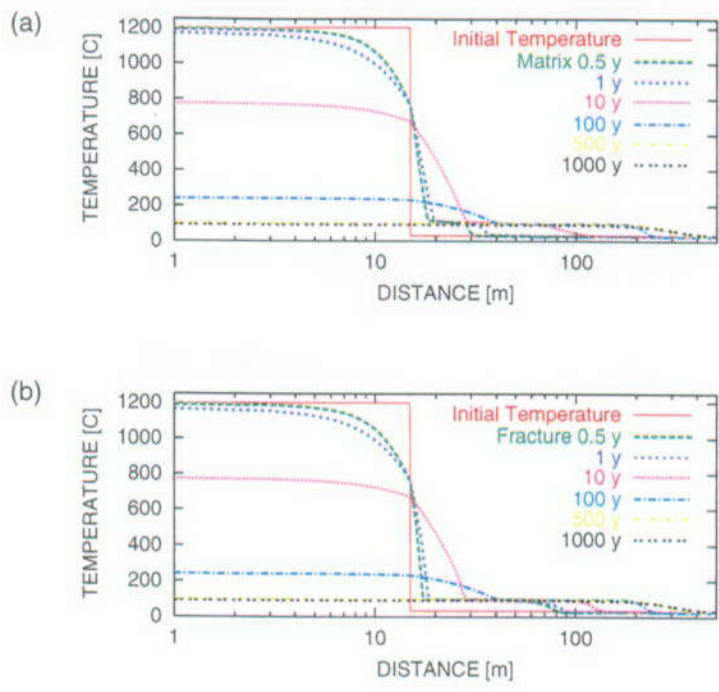 (a)
1200
1000
800
600
400
200
0
TEMPERATURE [C]
Initial Temperature
Matrix 0.5 y
1 y
10 y
100 y
500 y
1000 y
1
10
100
DISTANCE [m]
(b)
1200
1000
800
600
400
200
0
TEMPERATURE [C]
Initial Temperature
Fracture 0.5 y
1 y
10 y
100 y
500 y
1000 y
1
10
100
DISTANCE [m]